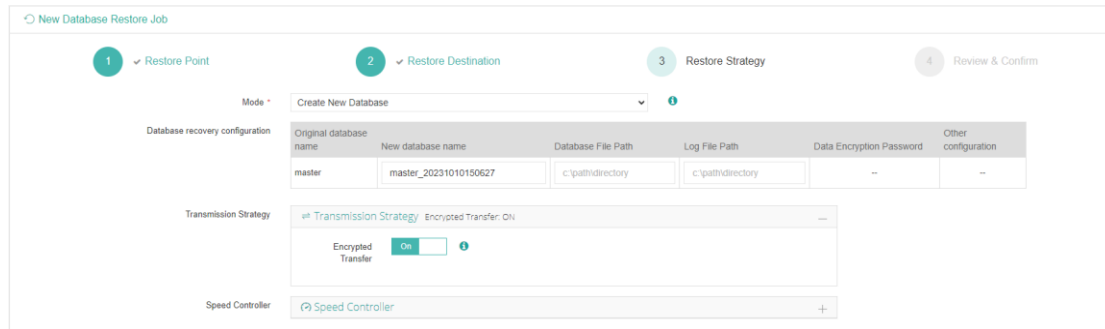 New Database Restore Job
1 Restore Point
2 Restore Destination
3 Restore Strategy
4 Review & Confirm
Mode *
Create New Database
Database recovery configuration
Original database
name
New database name
Database File Path
Log File Path
Data Encryption Password
Other
configuration
master
master_20231010150627
c:\path\directory
c:\path\directory
--
--
Transmission Strategy
Transmission Strategy Encrypted Transfer: ON
Encrypted
Transfer
On
Speed Controller
Speed Controller